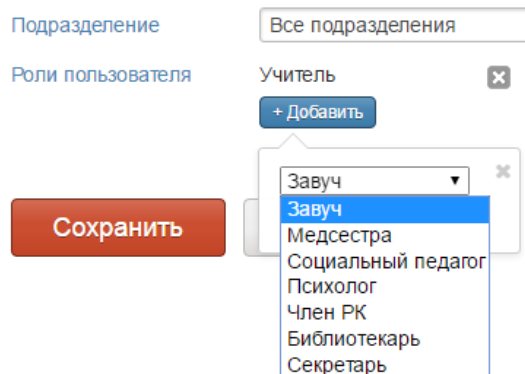 Подразделение
Все подразделения
Роли пользователя
Учитель
+ Добавить
Завуч
Завуч
Сохранить
Медсестра
Социальный педагог
Психолог
Член РК
Библиотекарь
Секретарь